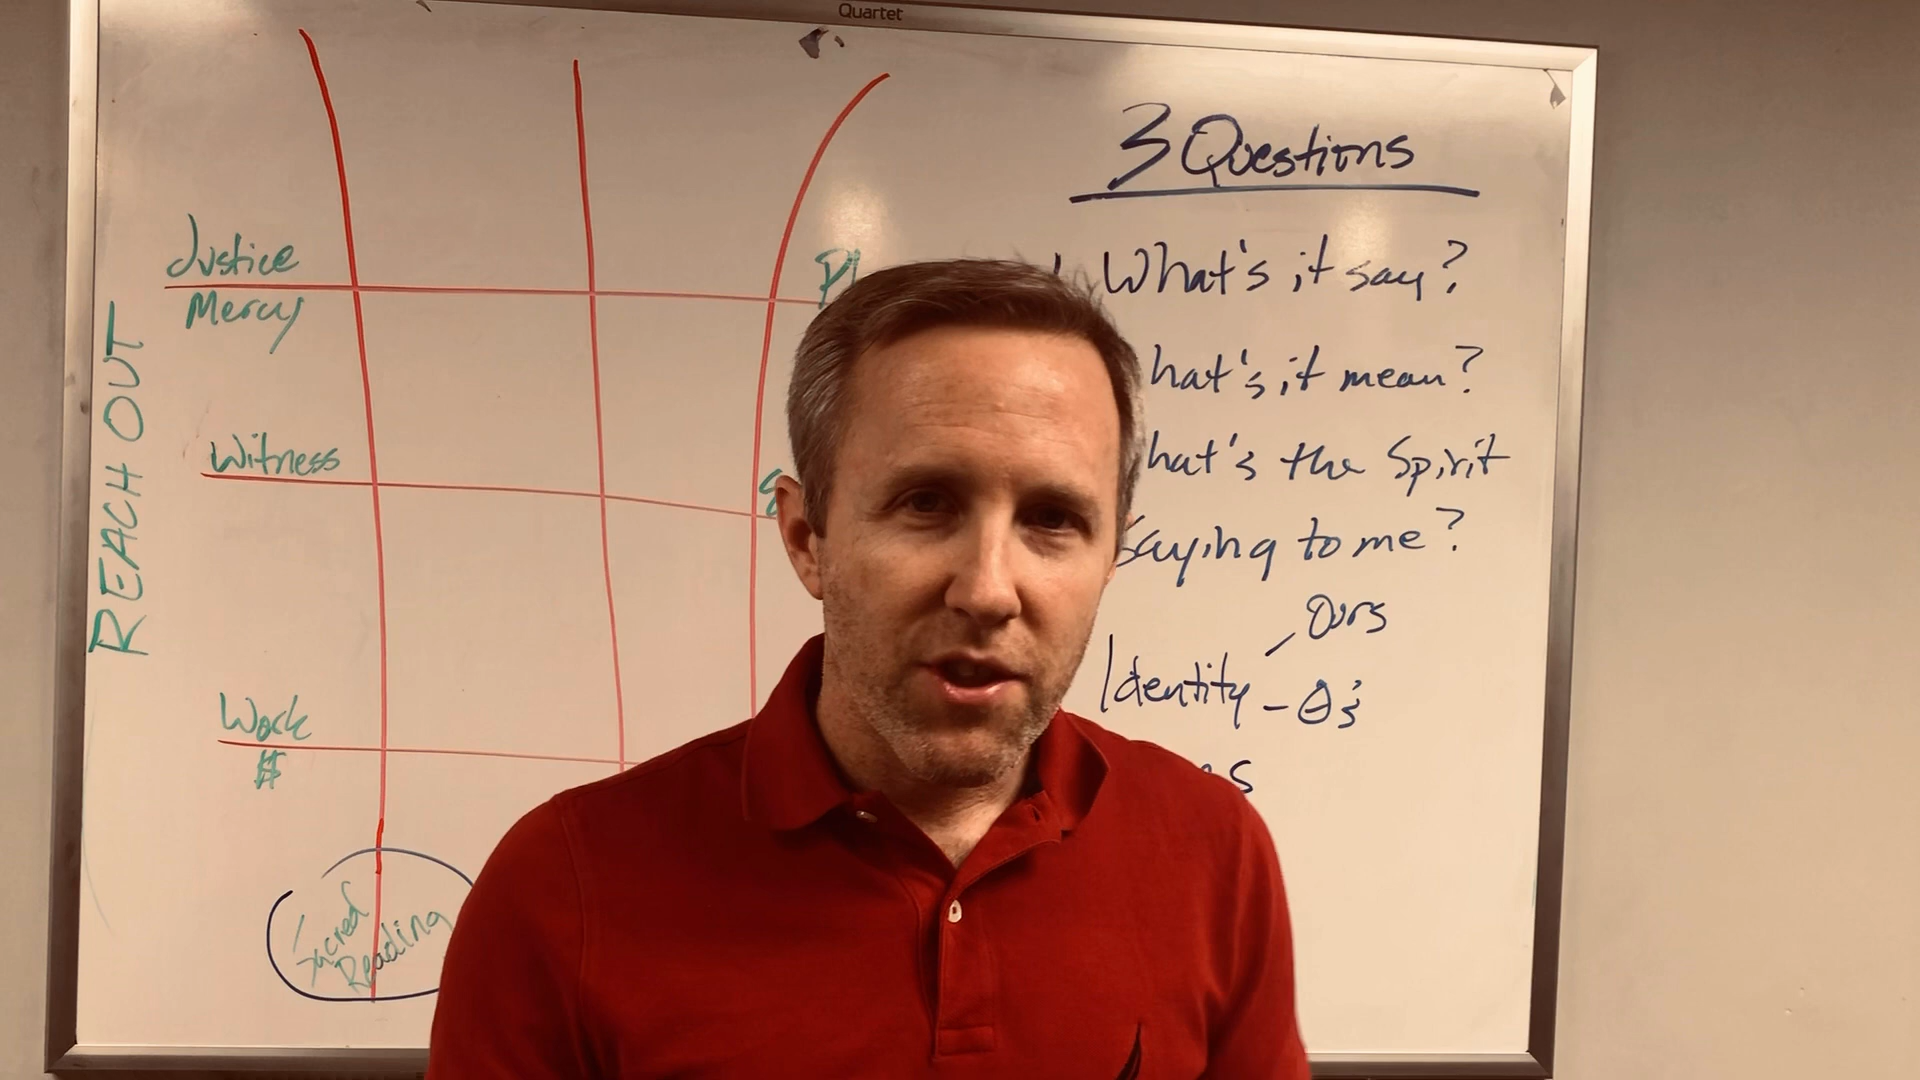 Quartet
REACH OUT
Justice
Mercy
Witness
Work
$
Sacred
Reading
3 Questions
What's it say?
hat's it mean?
hat's the Spirit
Saying to me?
Ours
Identity - Θ's